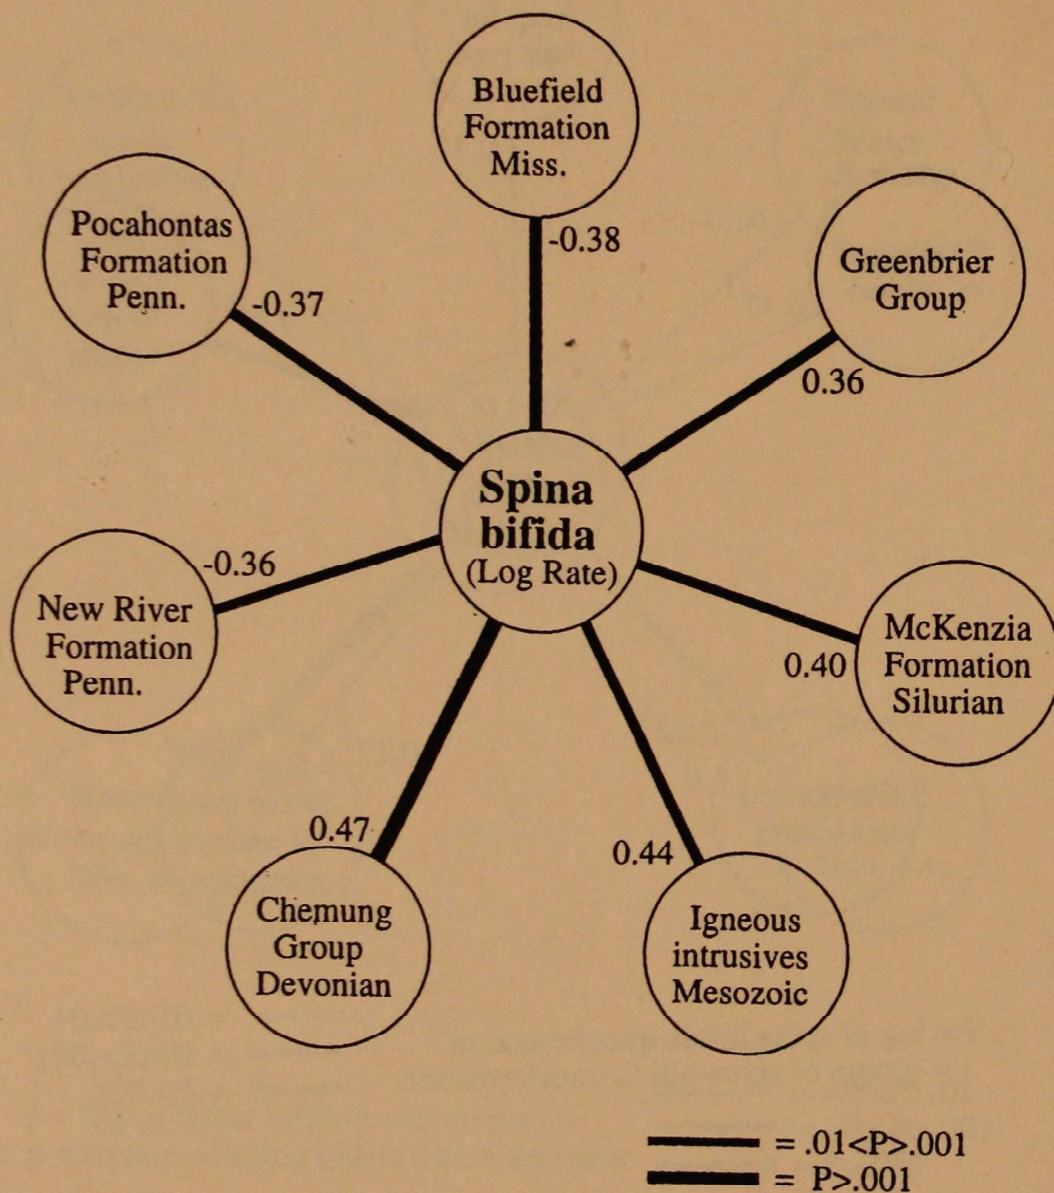 Bluefield
Formation
Miss.
-0.38
Pocahontas
Formation
Penn.
-0.37
Greenbrier
Group
0.36
Spina
bifida
(Log Rate)
New River
Formation
Penn.
-0.36
McKenzia
Formation
Silurian
0.40
Chemung
Group
Devonian
0.47
Igneous
intrusives
Mesozoic
0.44
= .01<P>.001
= P>.001